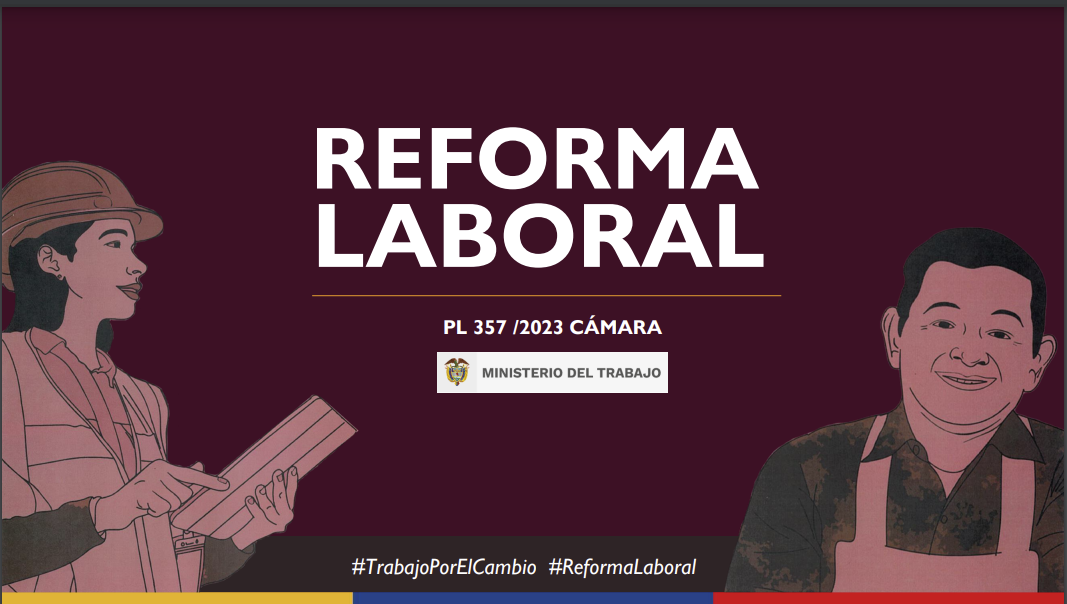 REFORMA
LABORAL
PL 357 /2023 CÁMARA
MINISTERIO DEL TRABAJO
#TrabajoPorElCambio #ReformaLaboral